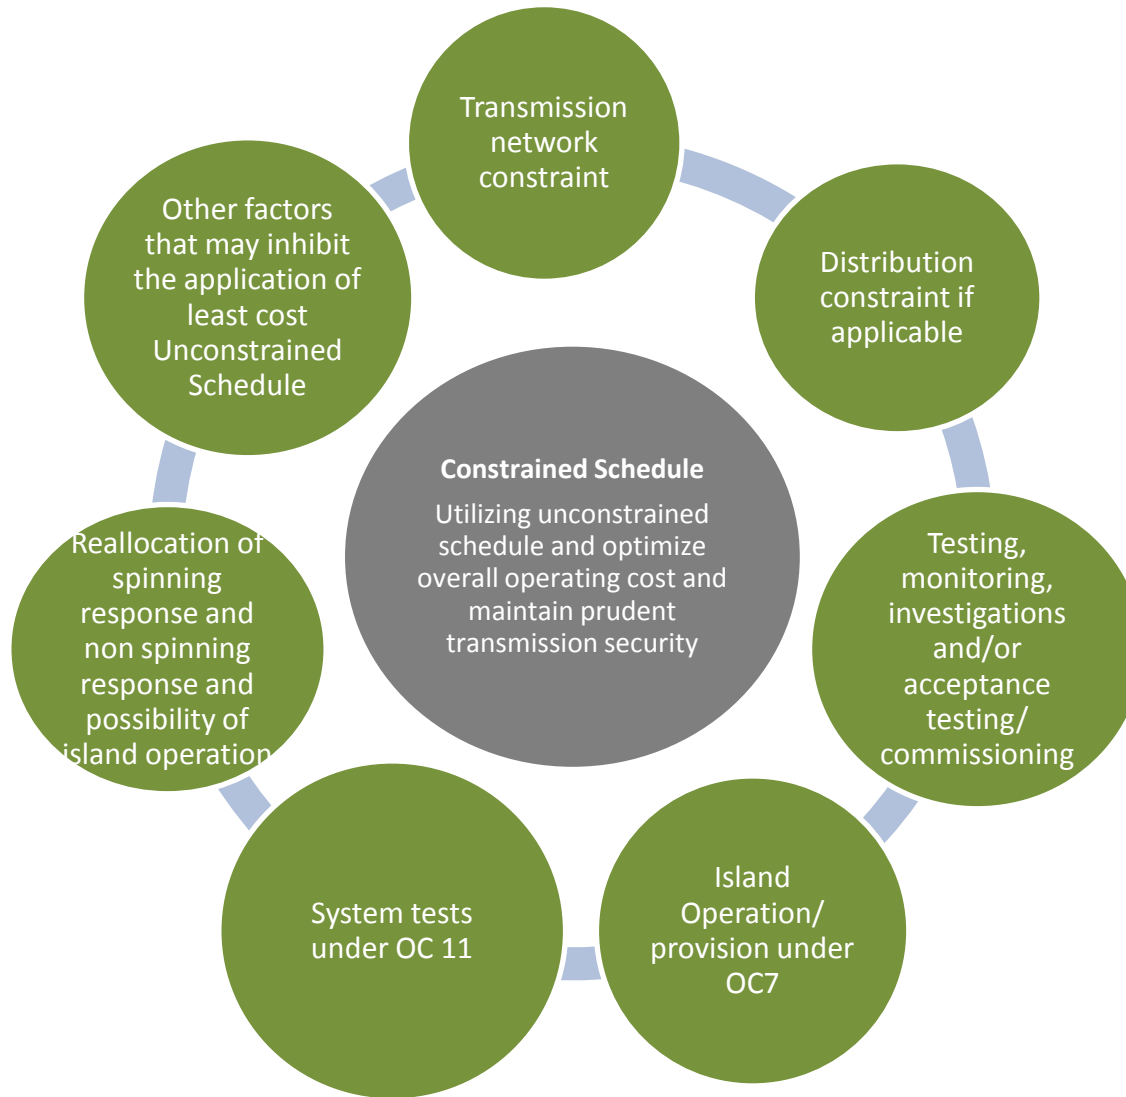 Transmission
network
constraint
Distribution
constraint if
applicable
Testing,
monitoring,
investigations
and/or
acceptance
testing/
commissioning
Island
Operation/
provision under
OC7
System tests
under OC 11
Reallocation of
spinning
response and
non spinning
response and
possibility of
island operation
Other factors
that may inhibit
the application of
least cost
Unconstrained
Schedule
Constrained Schedule
Utilizing unconstrained
schedule and optimize
overall operating cost and
maintain prudent
transmission security